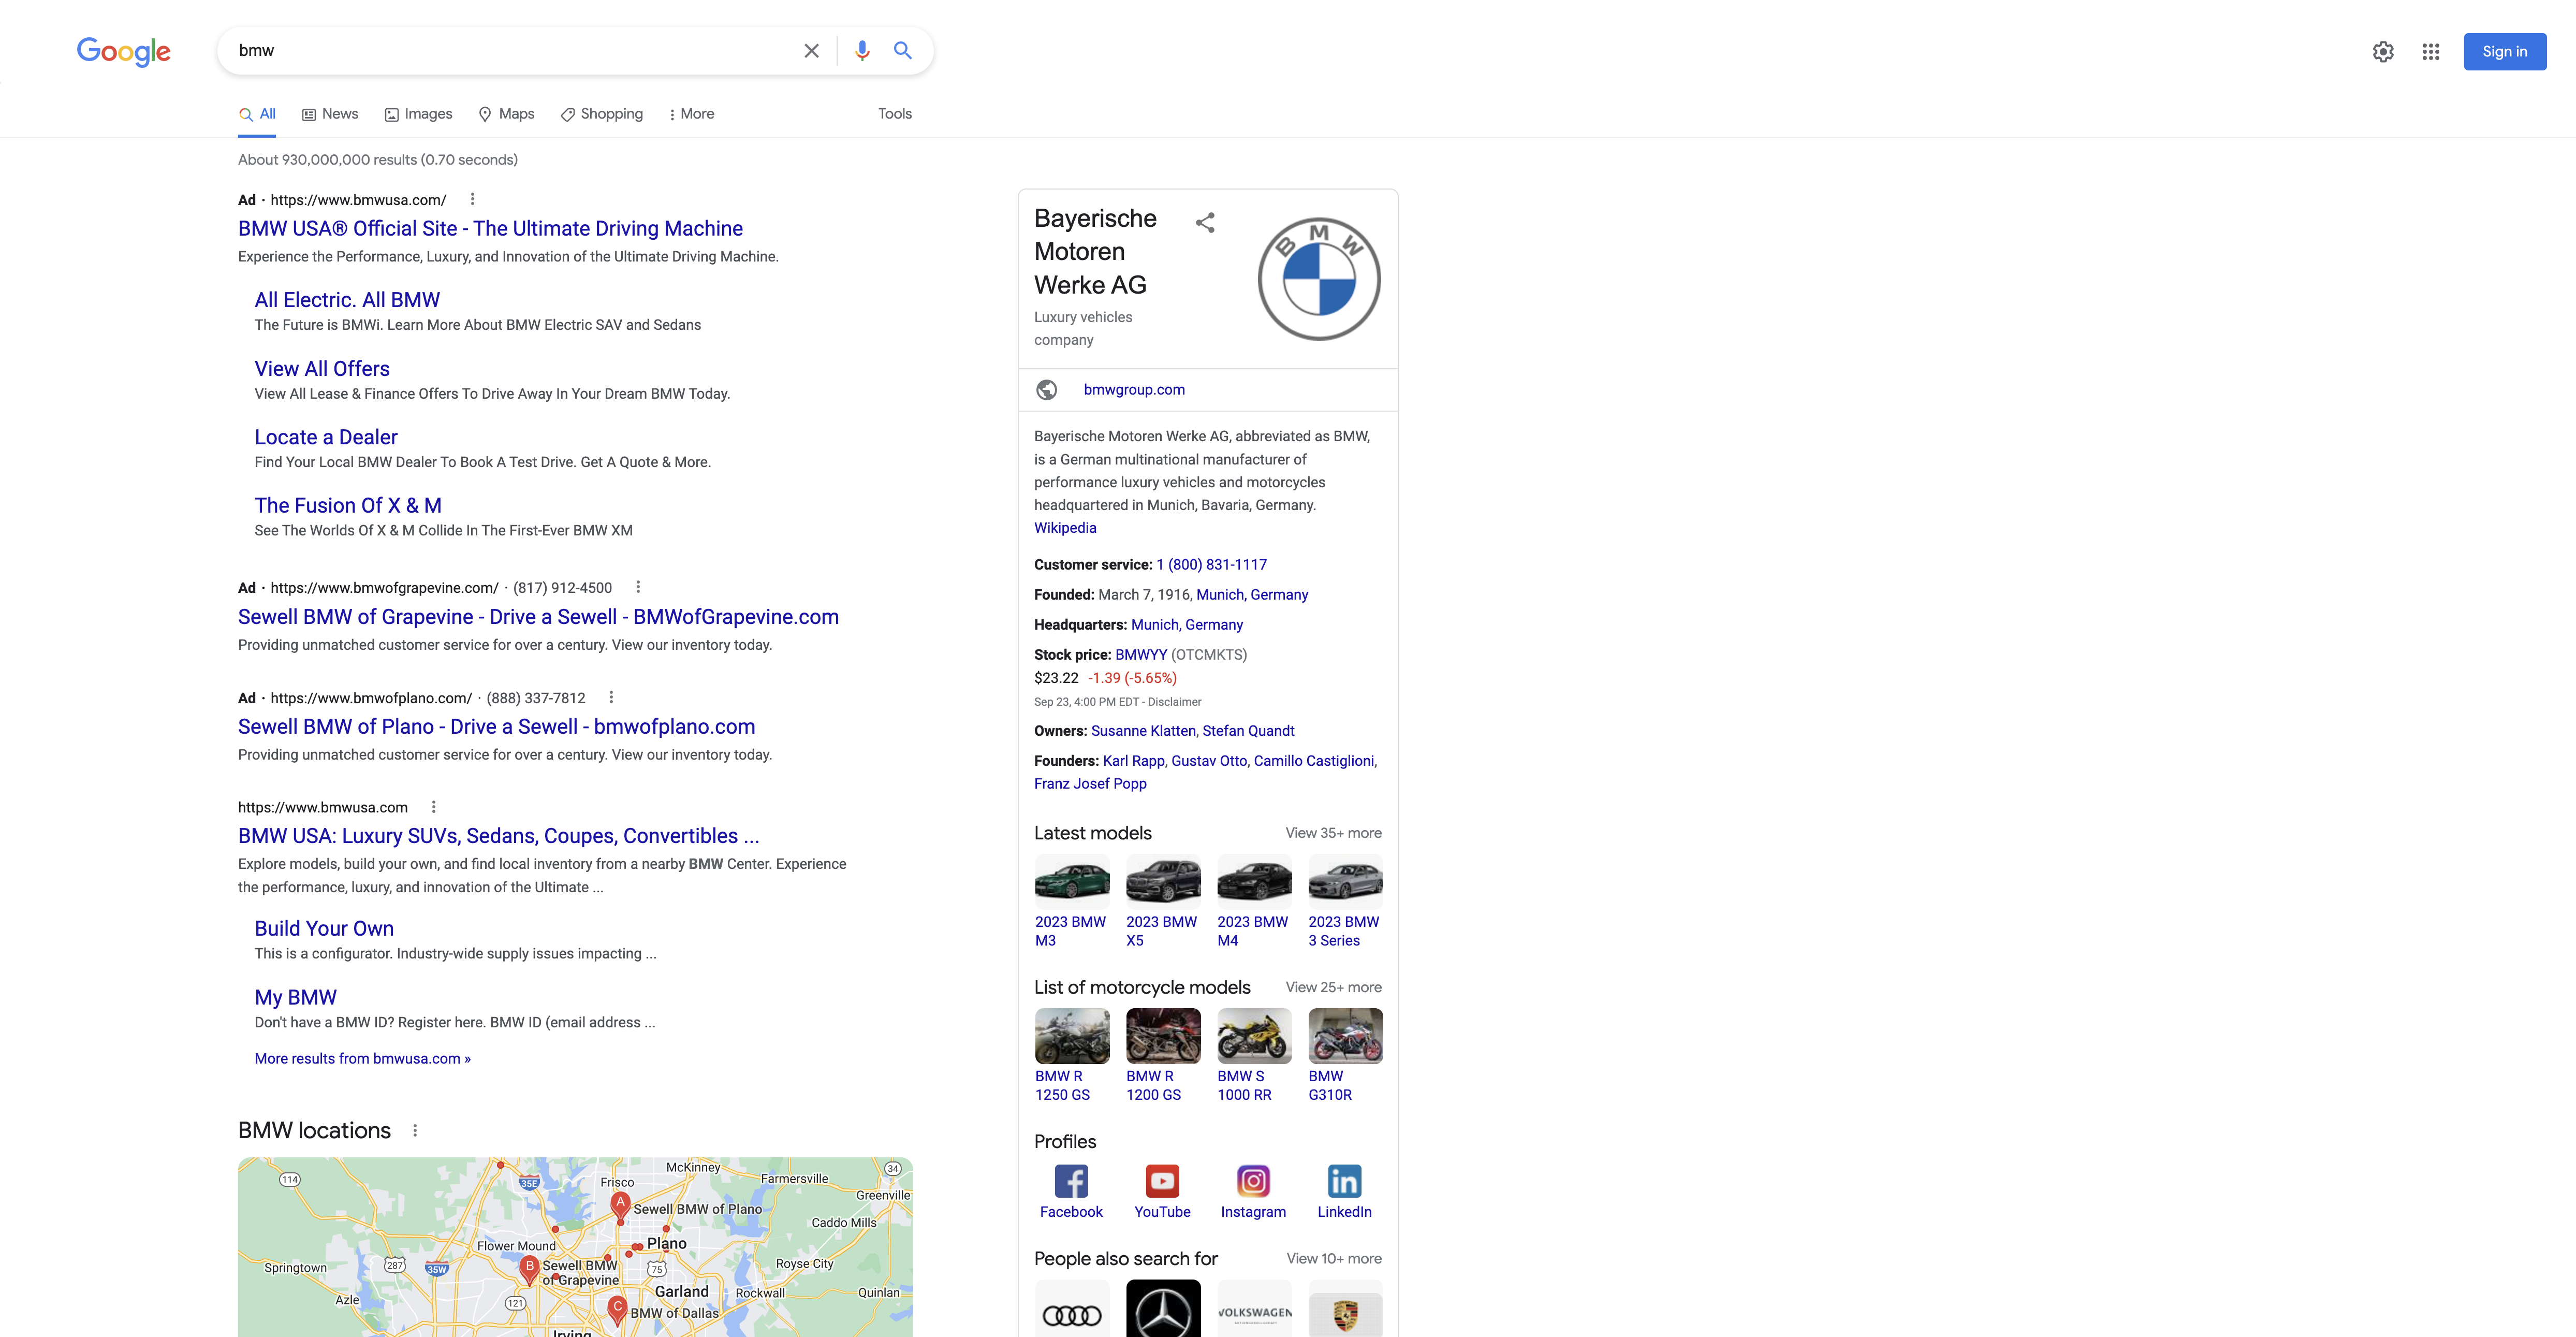 Google
bmw
Sign in
All
News
Images
Maps
Shopping
More
Tools
About 930,000,000 results (0.70 seconds)
Ad · https://www.bmwusa.com/
BMW USA® Official Site - The Ultimate Driving Machine
Experience the Performance, Luxury, and Innovation of the Ultimate Driving Machine.
All Electric. All BMW
The Future is BMWi. Learn More About BMW Electric SAV and Sedans
View All Offers
View All Lease & Finance Offers To Drive Away In Your Dream BMW Today.
Locate a Dealer
Find Your Local BMW Dealer To Book A Test Drive. Get A Quote & More.
The Fusion Of X & M
See The Worlds Of X & M Collide In The First-Ever BMW XM
Ad · https://www.bmwofgrapevine.com/ · (817) 912-4500
Sewell BMW of Grapevine - Drive a Sewell - BMWofGrapevine.com
Providing unmatched customer service for over a century. View our inventory today.
Ad · https://www.bmwofplano.com/ · (888) 337-7812
Sewell BMW of Plano - Drive a Sewell - bmwofplano.com
Providing unmatched customer service for over a century. View our inventory today.
https://www.bmwusa.com
BMW USA: Luxury SUVs, Sedans, Coupes, Convertibles ...
Explore models, build your own, and find local inventory from a nearby BMW Center. Experience
the performance, luxury, and innovation of the Ultimate ...
Build Your Own
This is a configurator. Industry-wide supply issues impacting ...
My BMW
Don't have a BMW ID? Register here. BMW ID (email address ...
More results from bmwusa.com »
BMW locations
114
35E
McKinney
34
Frisco
Farmersville
Greenville
A
Sewell BMW of Plano
Caddo Mills
Flower Mound
Plano
Springtown
287
35W
B
Sewell BMW
of Grapevine
75
Royse City
Azle
121
Garland
Rockwall
Quinlan
C
BMW of Dallas
Irving
Bayerische
Motoren
Werke AG
BMW
Luxury vehicles
company
bmwgroup.com
Bayerische Motoren Werke AG, abbreviated as BMW,
is a German multinational manufacturer of
performance luxury vehicles and motorcycles
headquartered in Munich, Bavaria, Germany.
Wikipedia
Customer service: 1 (800) 831-1117
Founded: March 7, 1916, Munich, Germany
Headquarters: Munich, Germany
Stock price: BMWYY (OTCMKTS)
$23.22 -1.39 (-5.65%)
Sep 23, 4:00 PM EDT - Disclaimer
Owners: Susanne Klatten, Stefan Quandt
Founders: Karl Rapp, Gustav Otto, Camillo Castiglioni,
Franz Josef Popp
Latest models
View 35+ more
2023 BMW
M3
2023 BMW
X5
2023 BMW
M4
2023 BMW
3 Series
List of motorcycle models
View 25+ more
BMW R
1250 GS
BMW R
1200 GS
BMW S
1000 RR
BMW
G310R
Profiles
Facebook
YouTube
Instagram
LinkedIn
People also search for
View 10+ more
VOLKSWAGEN